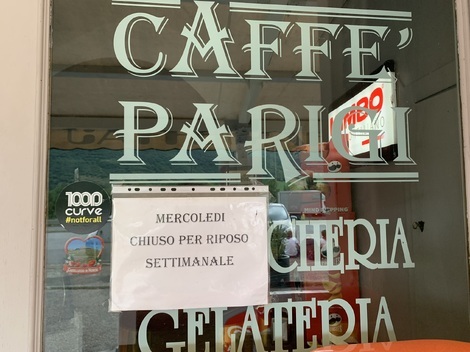 CAFFE'
PARIGI
1000
curve
#notforall
MERCOLEDI
CHIUSO PER RIPOSO
SETTIMANALE
CHERIA
GELATERIA